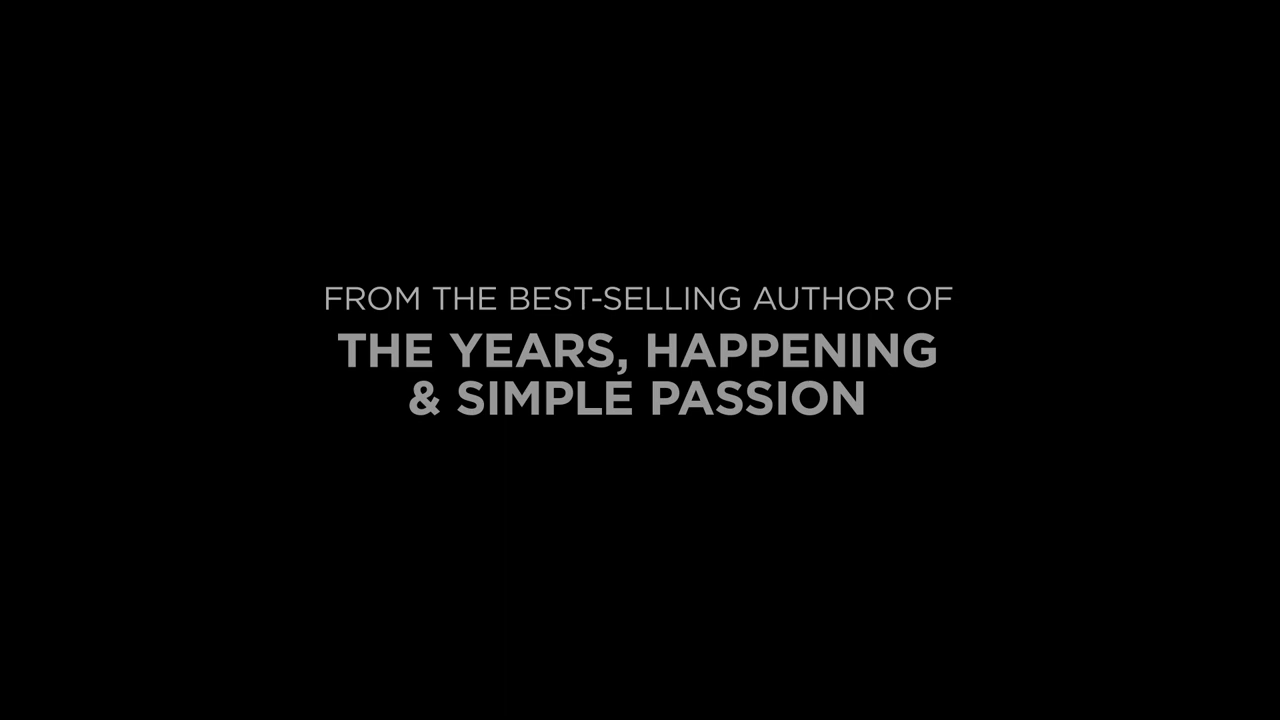 FROM THE BEST-SELLING AUTHOR OF
THE YEARS, HAPPENING
& SIMPLE PASSION